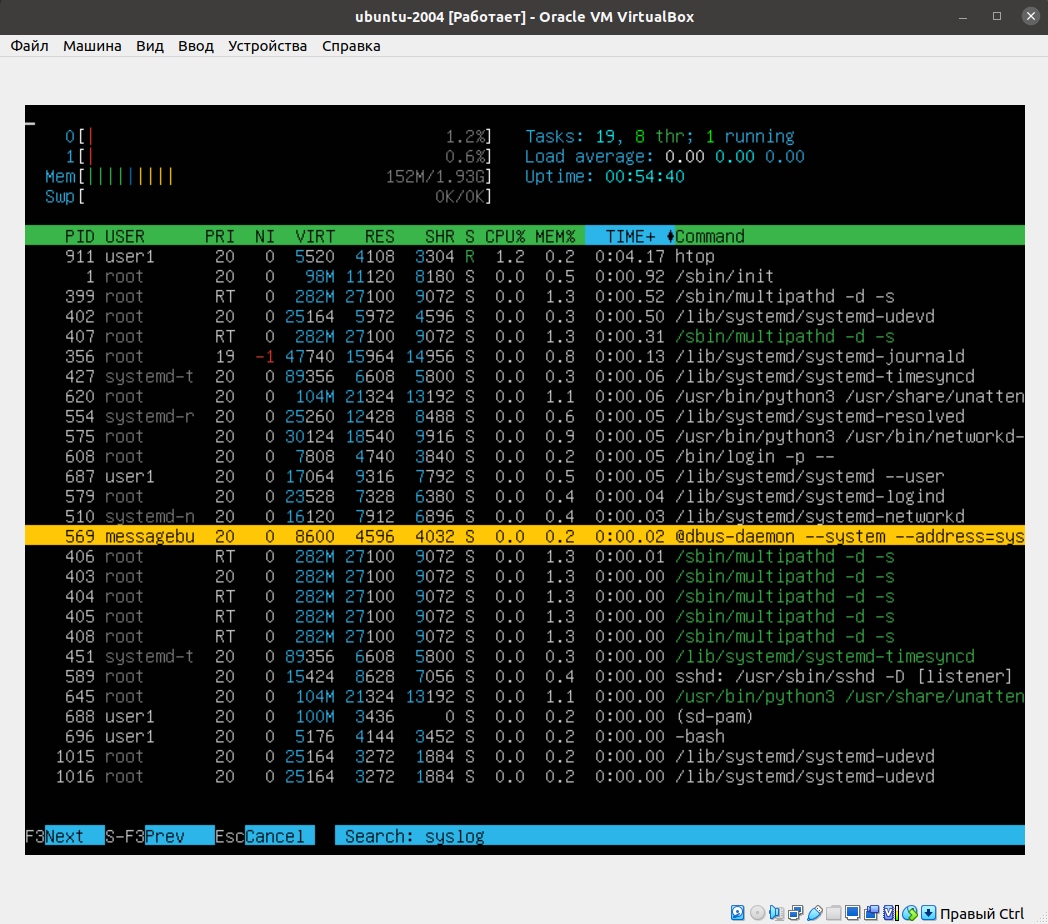 ubuntu-2004 [Работает] - Oracle VM VirtualBox
Файл Машина Вид Ввод Устройства Справка
0[| 1.2%] Tasks: 19, 8 thr; 1 running
1[| 0.6%] Load average: 0.00 0.00 0.00
Mem[||||||||| 152M/1.93G] Uptime: 00:54:40
Swp[ 0K/0K]
PID USER PRI NI VIRT RES SHR S CPU% MEM% TIME+ Command
911 user1 20 0 5520 4108 3304 R 1.2 0.2 0:04.17 htop
1 root 20 0 98M 11120 8180 S 0.0 0.5 0:00.92 /sbin/init
399 root RT 0 282M 27100 9072 S 0.0 1.3 0:00.52 /sbin/multipathd -d -s
402 root 20 0 25164 5972 4596 S 0.0 0.3 0:00.50 /lib/systemd/systemd-udevd
407 root RT 0 282M 27100 9072 S 0.0 1.3 0:00.31 /sbin/multipathd -d -s
356 root 19 -1 47740 15964 14956 S 0.0 0.8 0:00.13 /lib/systemd/systemd-journald
427 systemd-t 20 0 89356 6608 5800 S 0.0 0.3 0:00.06 /lib/systemd/systemd-timesyncd
620 root 20 0 104M 21324 13192 S 0.0 1.1 0:00.06 /usr/bin/python3 /usr/share/unatten
554 systemd-r 20 0 25260 12428 8488 S 0.0 0.6 0:00.05 /lib/systemd/systemd-resolved
575 root 20 0 30124 18540 9916 S 0.0 0.9 0:00.05 /usr/bin/python3 /usr/bin/networkd-
608 root 20 0 7808 4740 3840 S 0.0 0.2 0:00.05 /bin/login -p --
687 user1 20 0 17064 9316 7792 S 0.0 0.5 0:00.05 /lib/systemd/systemd --user
579 root 20 0 23528 7328 6380 S 0.0 0.4 0:00.04 /lib/systemd/systemd-logind
510 systemd-n 20 0 16120 7912 6896 S 0.0 0.4 0:00.03 /lib/systemd/systemd-networkd
569 messagebu 20 0 8600 4596 4032 S 0.0 0.2 0:00.02 @dbus-daemon --system --address=sys
406 root RT 0 282M 27100 9072 S 0.0 1.3 0:00.01 /sbin/multipathd -d -s
403 root RT 0 282M 27100 9072 S 0.0 1.3 0:00.00 /sbin/multipathd -d -s
404 root RT 0 282M 27100 9072 S 0.0 1.3 0:00.00 /sbin/multipathd -d -s
405 root RT 0 282M 27100 9072 S 0.0 1.3 0:00.00 /sbin/multipathd -d -s
408 root RT 0 282M 27100 9072 S 0.0 1.3 0:00.00 /sbin/multipathd -d -s
451 systemd-t 20 0 89356 6608 5800 S 0.0 0.3 0:00.00 /lib/systemd/systemd-timesyncd
589 root 20 0 15424 8628 7056 S 0.0 0.4 0:00.00 sshd: /usr/sbin/sshd -D [listener]
645 root 20 0 104M 21324 13192 S 0.0 1.1 0:00.00 /usr/bin/python3 /usr/share/unatten
688 user1 20 0 100M 3436 0 S 0.0 0.2 0:00.00 (sd-pam)
696 user1 20 0 5176 4144 3452 S 0.0 0.2 0:00.00 -bash
1015 root 20 0 25164 3272 1884 S 0.0 0.2 0:00.00 /lib/systemd/systemd-udevd
1016 root 20 0 25164 3272 1884 S 0.0 0.2 0:00.00 /lib/systemd/systemd-udevd
F3Next S-F3Prev EscCancel Search: syslog
Правый Ctrl